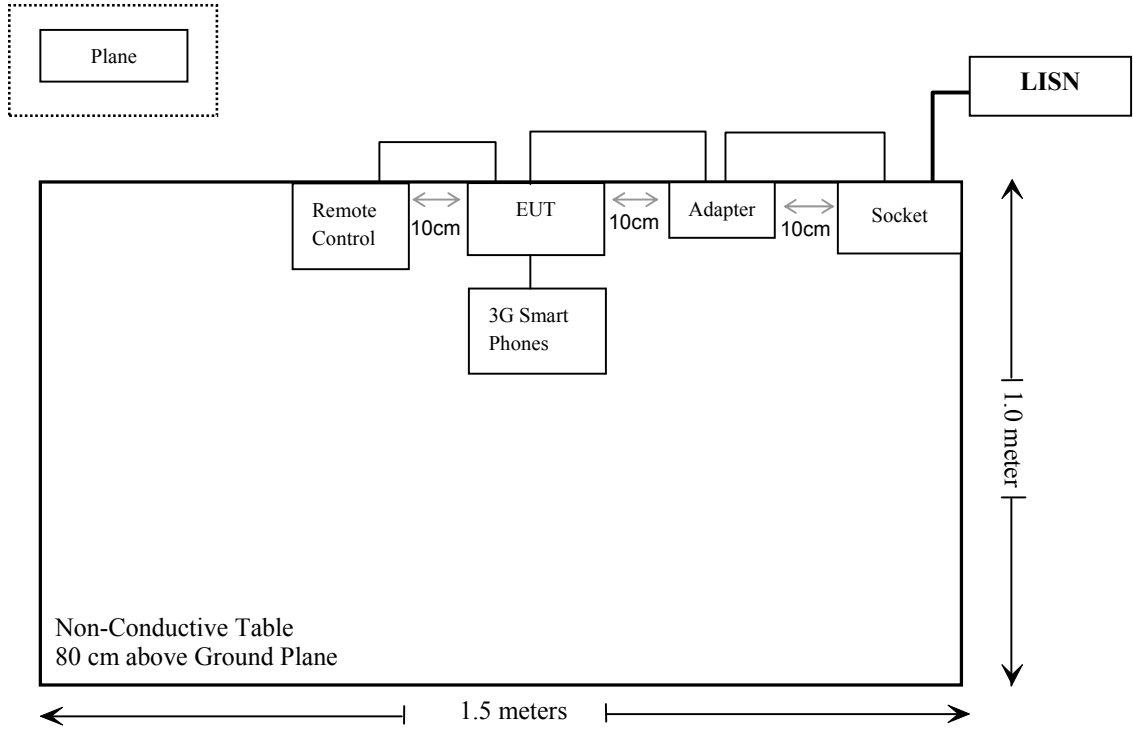 Plane
LISN
Remote
Control
10cm
EUT
10cm
Adapter
10cm
Socket
3G Smart
Phones
1.0 meter
Non-Conductive Table
80 cm above Ground Plane
1.5 meters